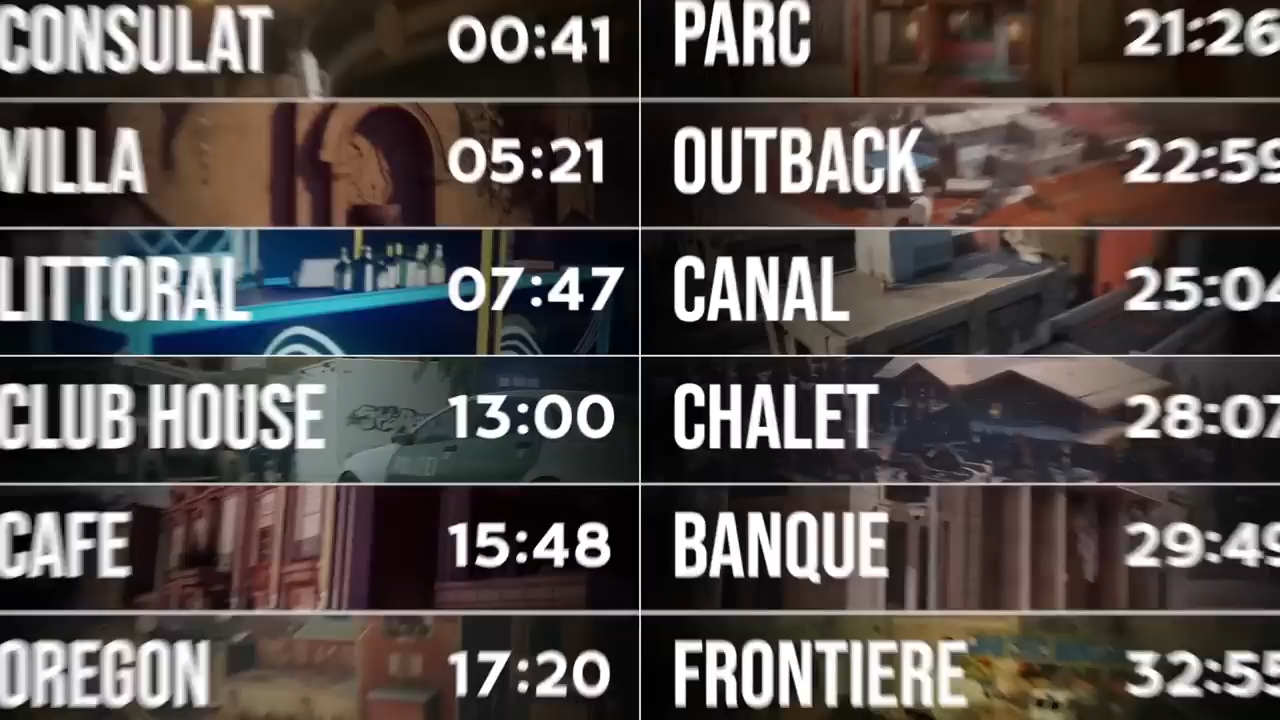 CONSULAT 00:41
VILLA 05:21
LITTORAL 07:47
CLUB HOUSE 13:00
CAFE 15:48
OREGON 17:20
PARC 21:26
OUTBACK 22:59
CANAL 25:04
CHALET 28:07
BANQUE 29:49
FRONTIERE 32:55